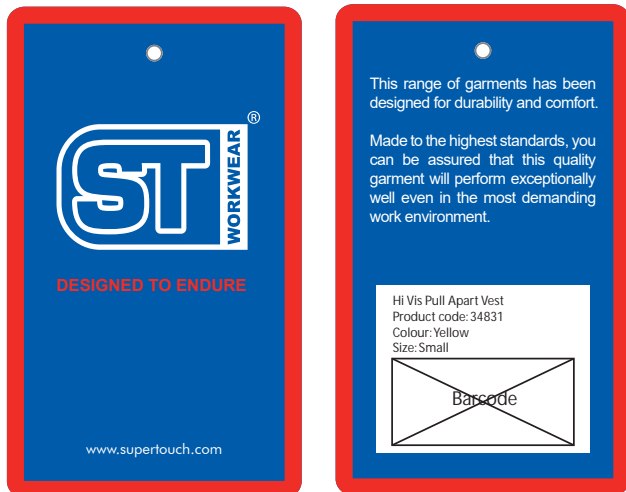 ST
WORKWEAR
®
DESIGNED TO ENDURE
www.supertouch.com
This range of garments has been
designed for durability and comfort.
Made to the highest standards, you
can be assured that this quality
garment will perform exceptionally
well even in the most demanding
work environment.
Hi Vis Pull Apart Vest
Product code: 34831
Colour: Yellow
Size: Small
Barcode